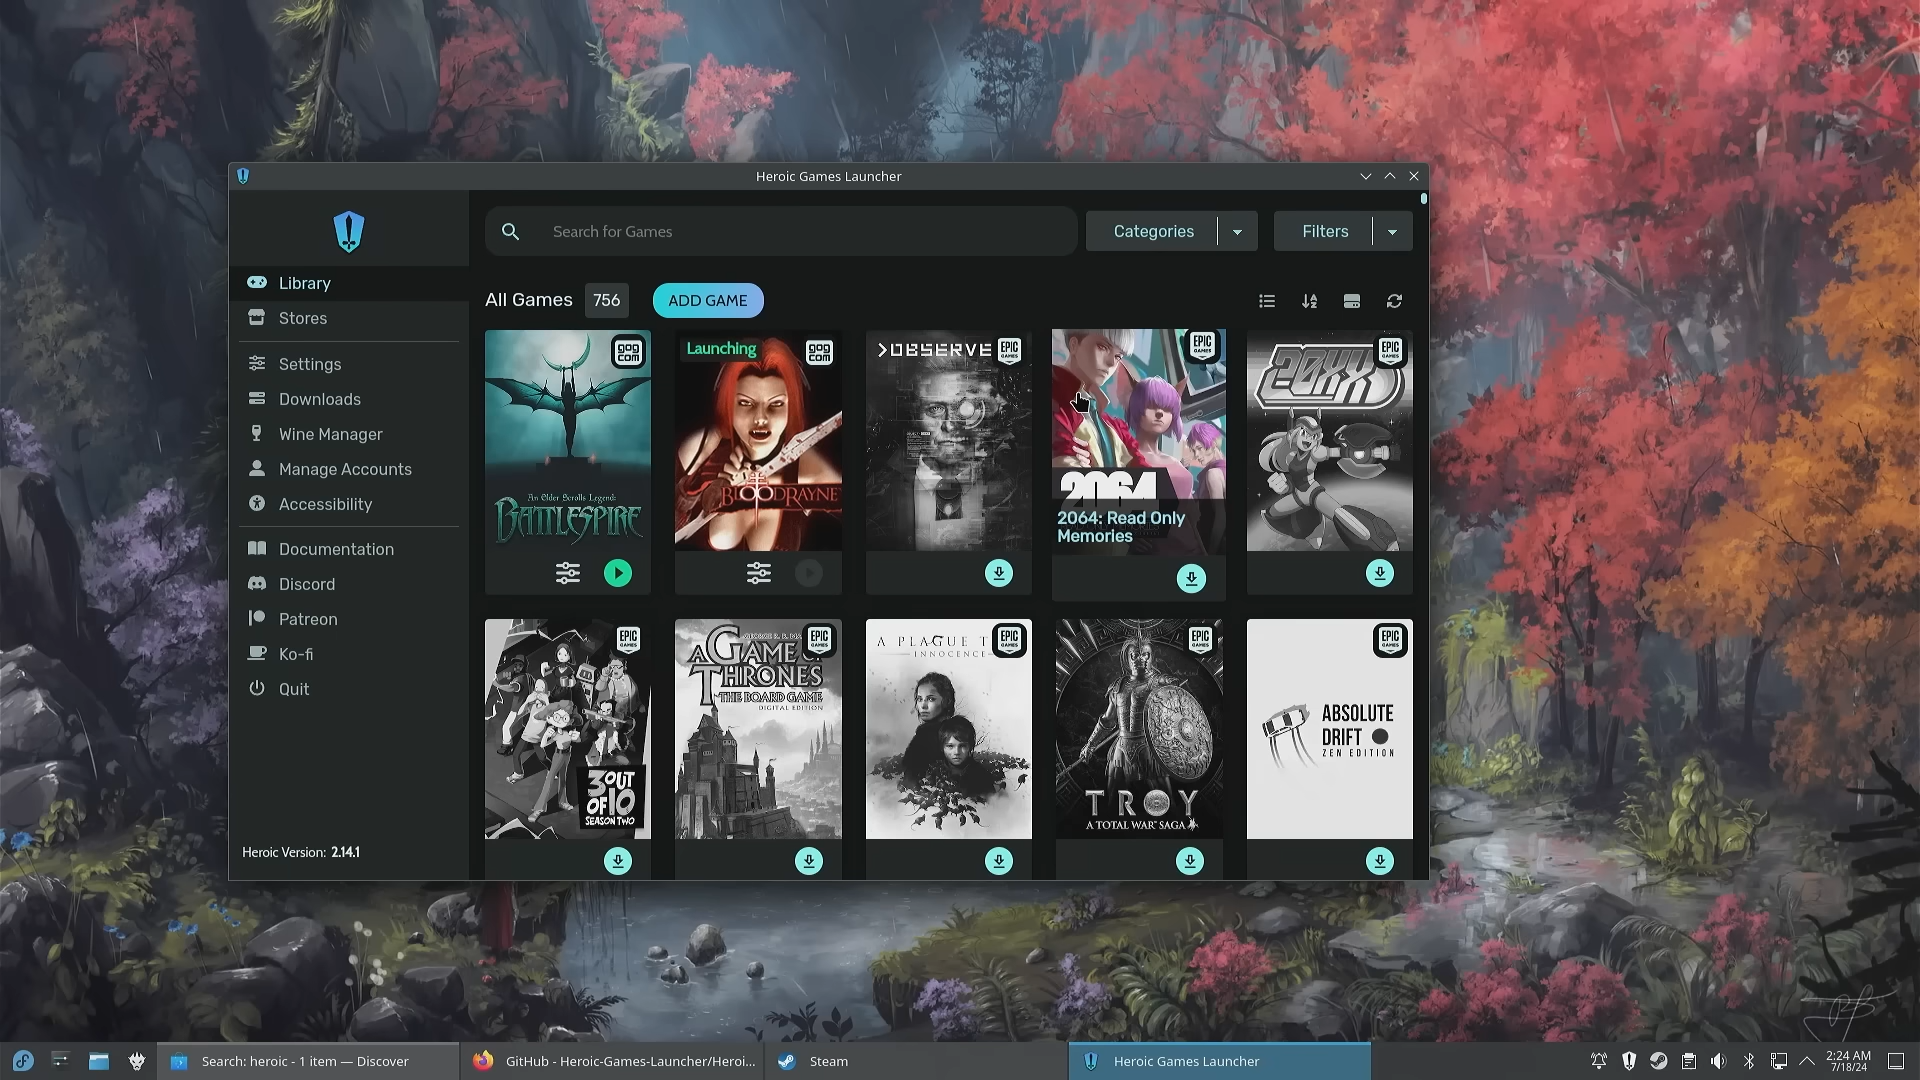 Heroic Games Launcher
Search for Games
Categories
Filters
Library
Stores
Settings
Downloads
Wine Manager
Manage Accounts
Accessibility
Documentation
Discord
Patreon
Ko-fi
Quit
Heroic Version: 2.14.1
All Games 756 ADD GAME
gog
com
An Elder Scrolls Legend:
BATTLESPIRE
Launching
gog
com
BLOODRAYNE
>OBSERVE
EPIC
GAMES
EPIC
GAMES
2064
2064: Read Only
Memories
20XX
EPIC
GAMES
EPIC
GAMES
3 OUT
OF 10
SEASON TWO
EPIC
GAMES
A GAME OF
THRONES
THE BOARD GAME
DIGITAL EDITION
A PLAGUE T
INNOCENCE
EPIC
GAMES
EPIC
GAMES
TROY
A TOTAL WAR SAGA
EPIC
GAMES
ABSOLUTE
DRIFT
ZEN EDITION
Search: heroic - 1 item — Discover
GitHub - Heroic-Games-Launcher/Heroi...
Steam
Heroic Games Launcher
2:24 AM
7/18/24